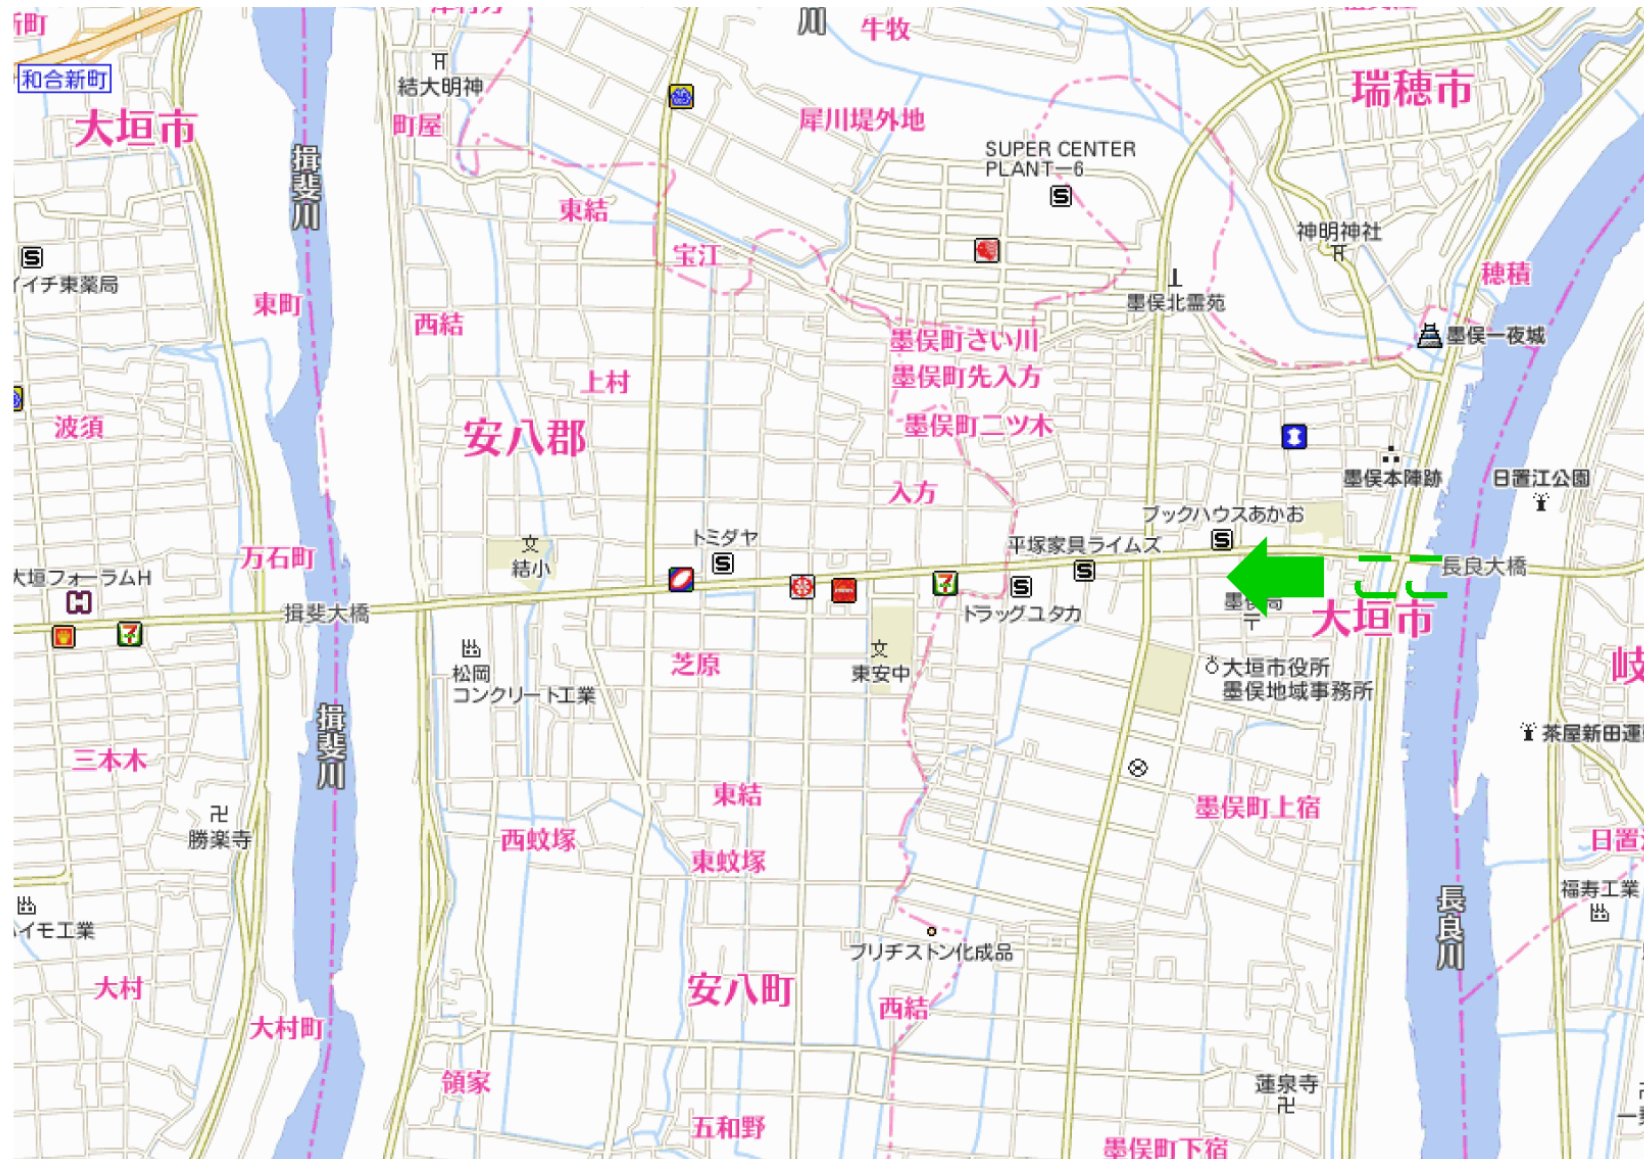 川
牛牧
和合新町
大垣市
結大明神
町屋
揖斐川
犀川堤外地
SUPER CENTER
PLANT-6
瑞穂市
東結
宝江
神明神社
穂積
イチ東薬局
東町
西結
墨俣北霊苑
墨俣町さい川
墨俣一夜城
上村
墨俣町先入方
波須
安八郡
墨俣町二ツ木
入方
墨俣本陣跡
日置江公園
ブックハウスあかお
トミダヤ
平塚家具ライムズ
万石町
結小
長良大橋
大垣フォーラムH
揖斐大橋
ドラッグユタカ
大垣市
松岡
コンクリート工業
芝原
東安中
大垣市役所
墨俣地域事務所
岐
揖斐川
茶屋新田運
三本木
東結
墨俣町上宿
勝楽寺
西蚊塚
東蚊塚
日置
イモ工業
福寿工業
長良川
ブリヂストン化成品
大村
安八町
西結
大村町
領家
蓮泉寺
五和野
墨俣町下宿